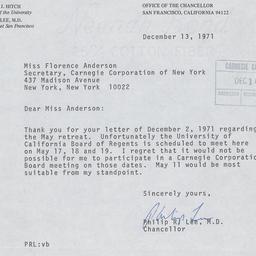 J. HITCH
of the University
LEE, M.D.
at San Francisco
OFFICE OF THE CHANCELLOR
SAN FRANCISCO, CALIFORNIA 94122
December 13, 1971
Miss Florence Anderson
Secretary, Carnegie Corporation of New York
437 Madison Avenue
New York, New York 10022
CARNEGIE
DEC 1
Dear Miss Anderson:
Thank you for your letter of December 2, 1971 regarding
the May retreat. Unfortunately the University of
California Board of Regents is scheduled to meet here
on May 17, 18 and 19. I regret that it would not be
possible for me to participate in a Carnegie Corporation
Board meeting on those dates. May 11 would be most
suitable from my standpoint.
Sincerely yours,
Philip R. Lee, M.D.
Chancellor
PRL:vb